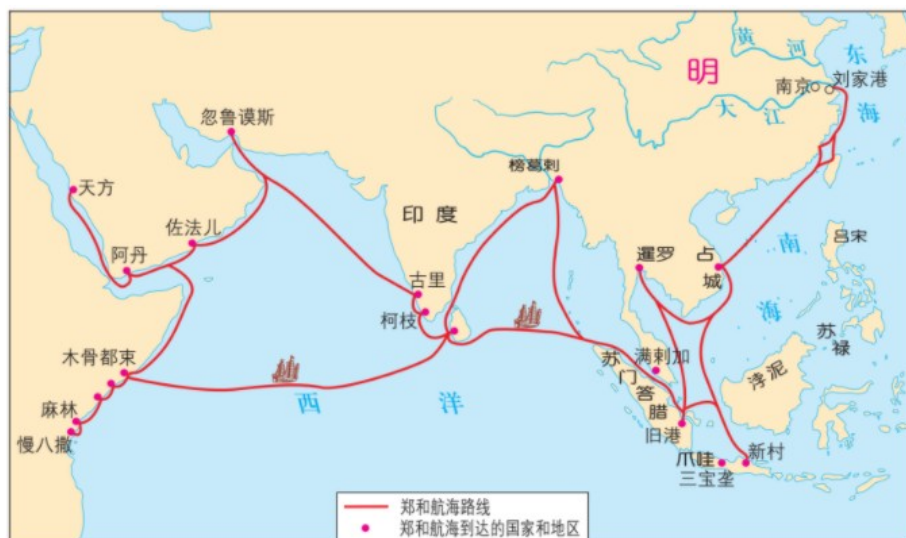 黄河
东海
明
南京
刘家港
大江
忽鲁谟斯
榜葛剌
天方
印度
佐法儿
吕宋
阿丹
暹罗
占城
南海
古里
柯枝
苏禄
木骨都束
满剌加
苏门答腊
浡泥
西洋
麻林
旧港
慢八撒
爪哇
新村
三宝垄
郑和航海路线
郑和航海到达的国家和地区